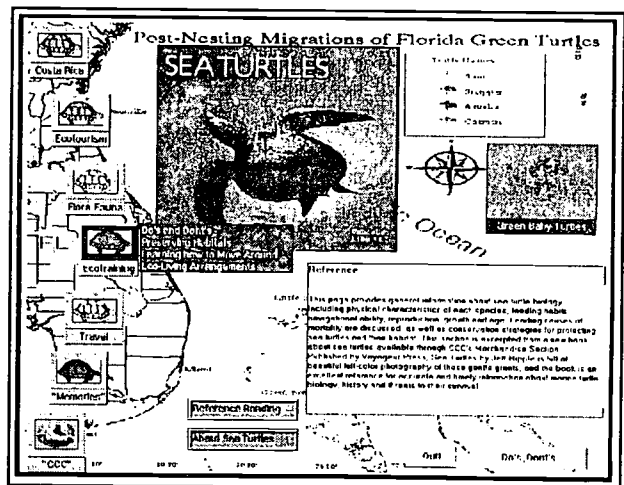 Post-Nesting Migrations of Florida Green Turtles
SEA TURTLES
Costa Rica
Ecotourism
Flora Fauna
Ecotraining
Travel
"Memories"
"CCC"
Do's and Dont's
Preserving Habitats
Learning how to Move Around
Eco-Living Arrangements
Ocean
Green Baby Turtles
Reference
This page provides general information about sea turtle biology
including physical characteristics of each species, feeding habits
navigational ability, reproduction, growth and age. Leading causes of
mortality are discussed, as well as conservation strategies for protecting
sea turtles and their habitat. This section is excerpted from a new book
about sea turtles available through CCC's Merchandise Section
Published by Voyageur Press, Sea Turtles by Jeff Ripple is full of
beautiful full-color photography of these gentle giants, and the book is an
excellent reference for accurate and timely information about marine turtle
biology, history and threats to their survival
Reference Reading
About Sea Turtles
Quit
Do's, Dont's